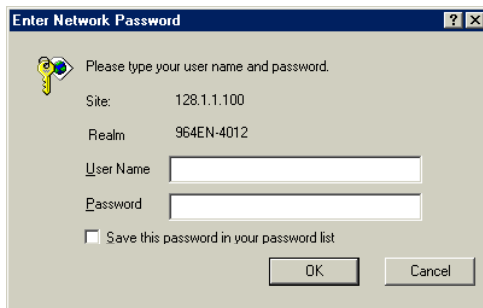 Enter Network Password
Please type your user name and password.
Site: 128.1.1.100
Realm 964EN-4012
User Name
Password
Save this password in your password list
OK Cancel